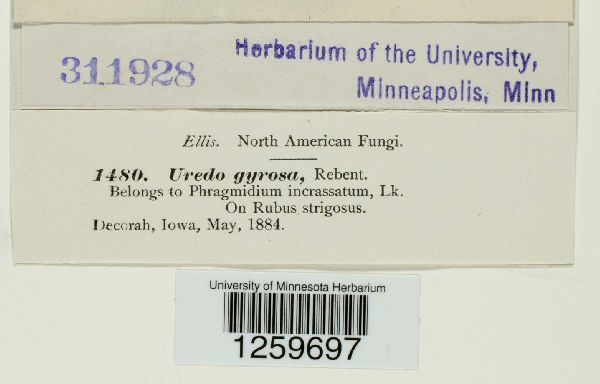 311928
Herbarium of the University,
Minneapolis, Minn
Ellis. North American Fungi.
1480. Uredo gyrosa, Rebent.
Belongs to Phragmidium incrassatum, Lk.
On Rubus strigosus.
Decorah, Iowa, May, 1884.
University of Minnesota Herbarium
1259697